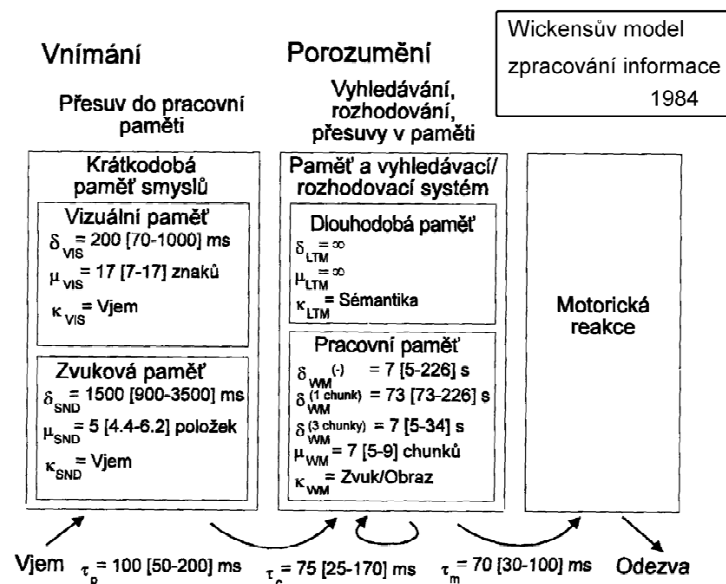 Vnímání
Porozumění
Wickensův model
zpracování informace
1984
Přesuv do pracovní
paměti
Vyhledávání,
rozhodování,
přesuvy v paměti
Krátkodobá
paměť smyslů
Vizuální paměť
δVIS = 200 [70-1000] ms
μVIS = 17 [7-17] znaků
κVIS = Vjem
Zvuková paměť
δSND = 1500 [900-3500] ms
μSND = 5 [4.4-6.2] položek
κSND = Vjem
Paměť a vyhledávací/
rozhodovací systém
Dlouhodobá paměť
δLTM = ∞
μLTM = ∞
κLTM = Sémantika
Pracovní paměť
δWM(-) = 7 [5-226] s
δWM(1 chunk) = 73 [73-226] s
δWM(3 chunky) = 7 [5-34] s
μWM = 7 [5-9] chunků
κWM = Zvuk/Obraz
Motorická
reakce
Vjem τp = 100 [50-200] ms τc = 75 [25-170] ms τm = 70 [30-100] ms Odezva